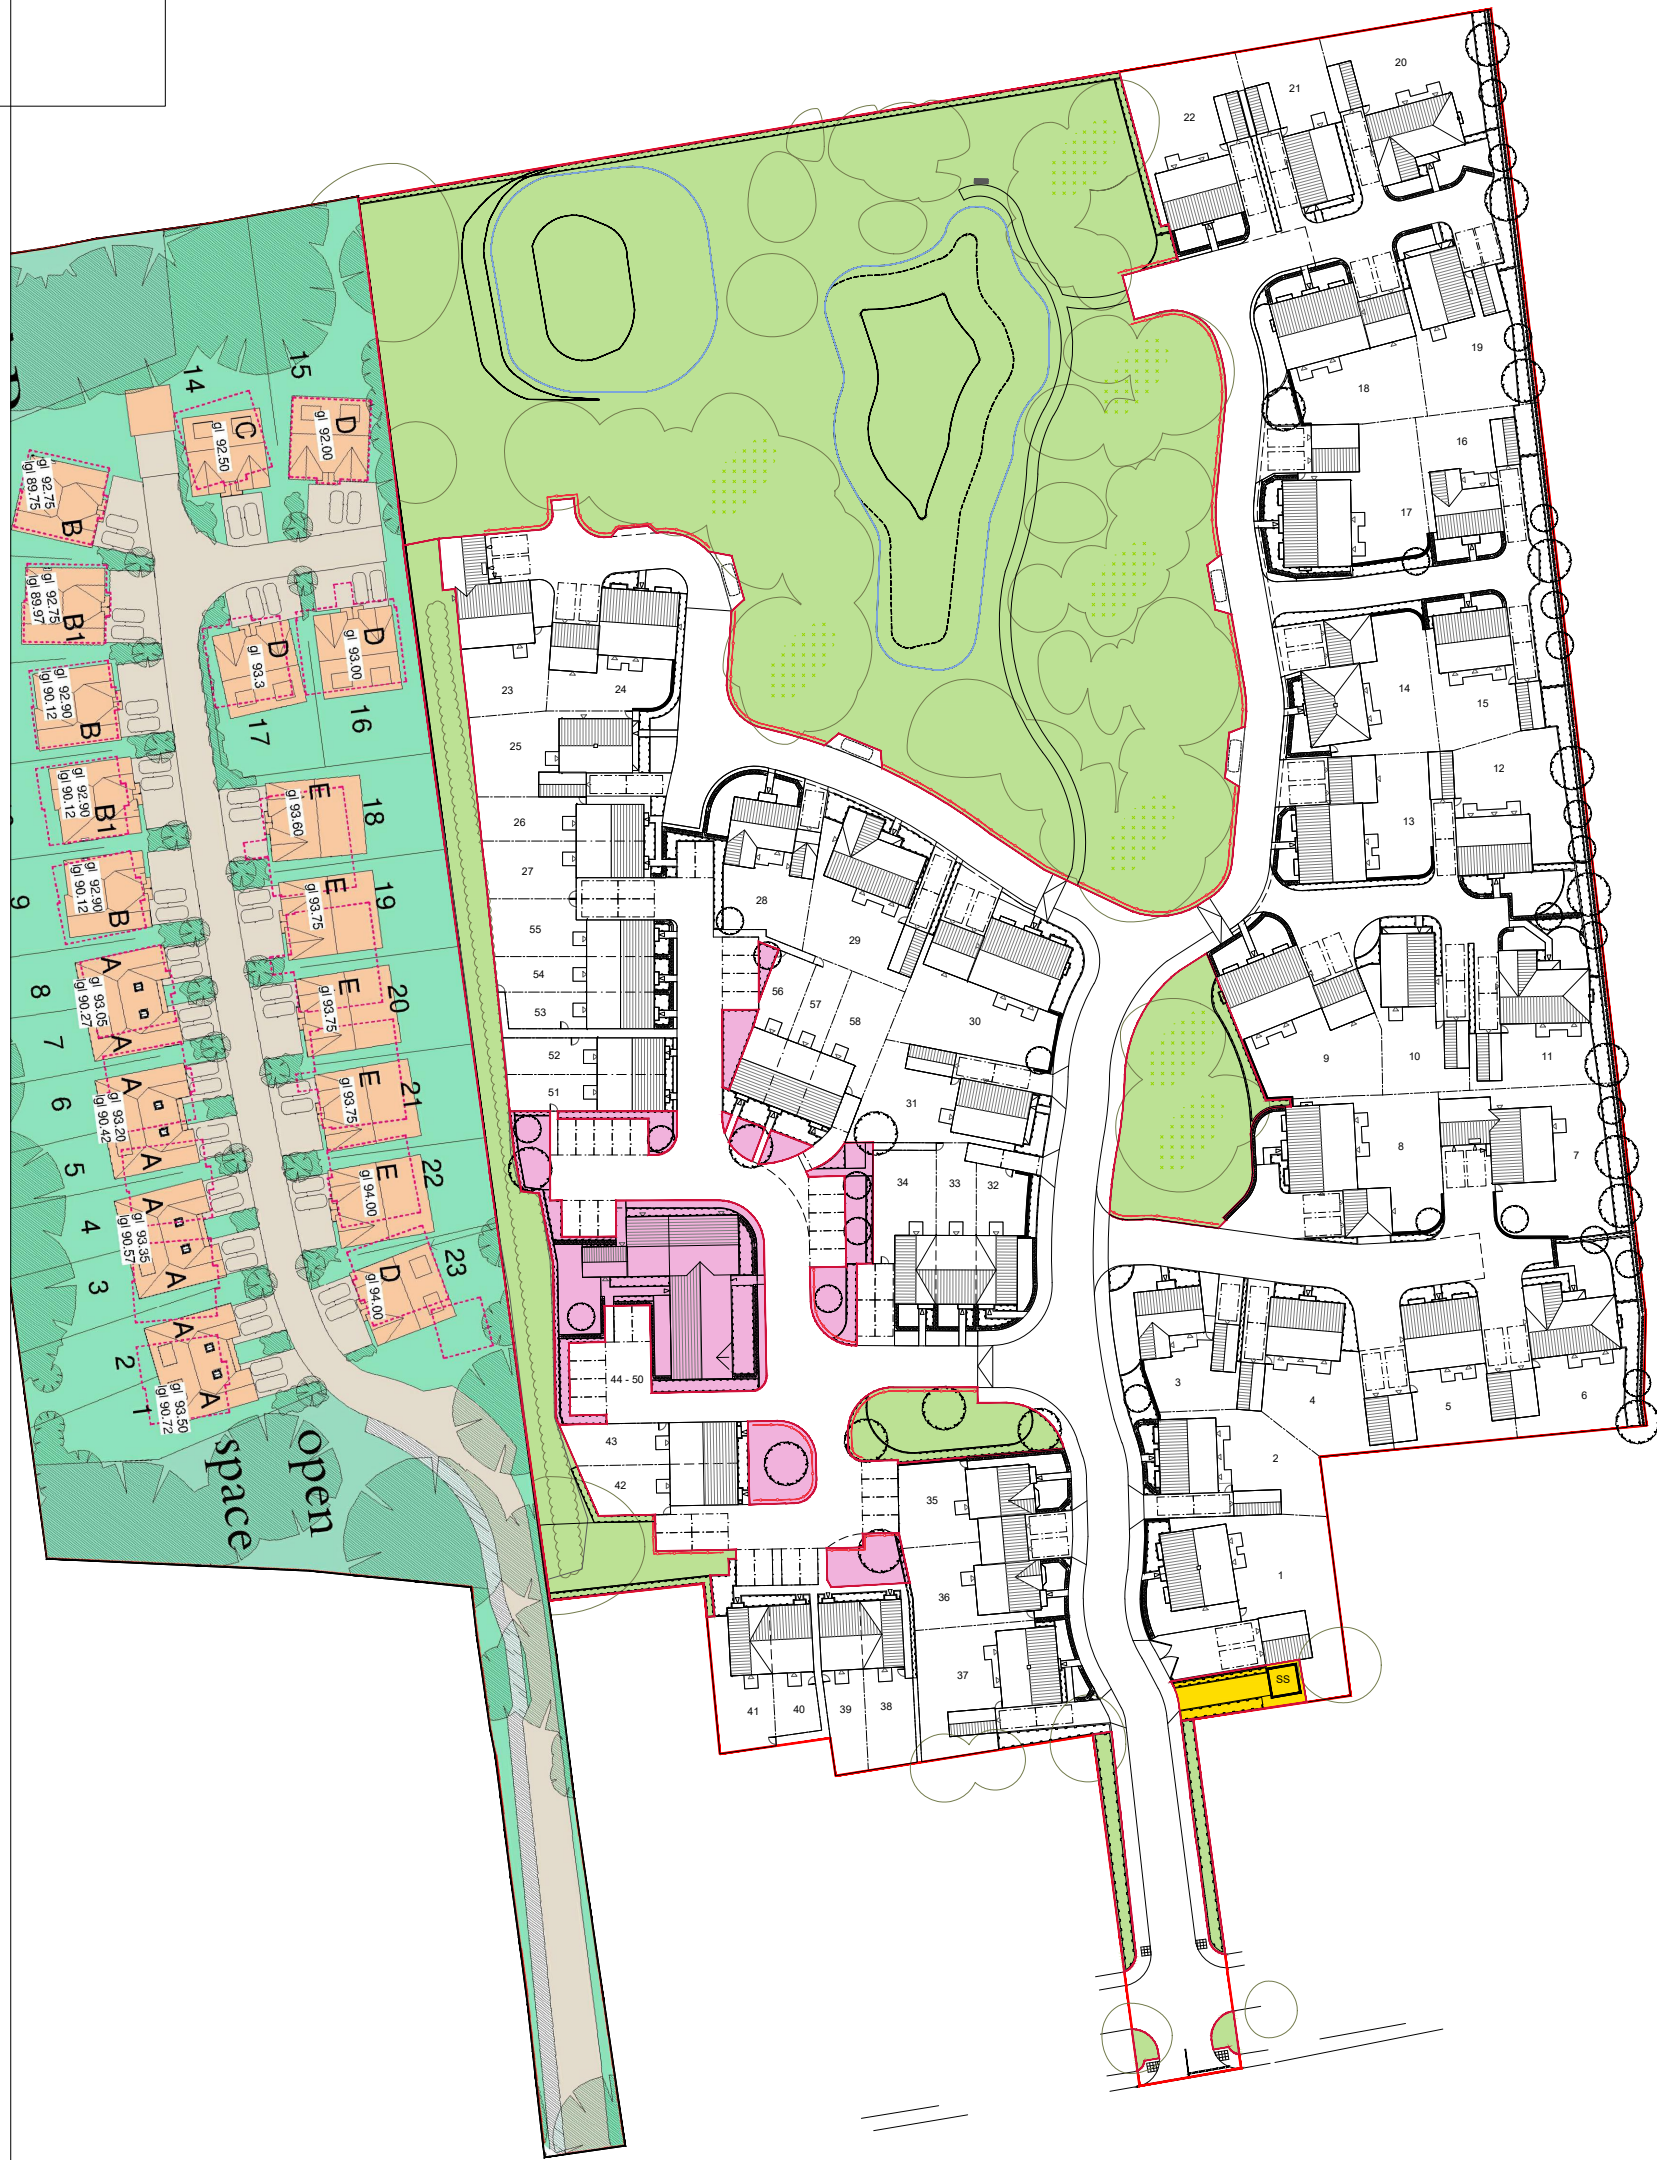 20
21
22
19
18
16
17
14
15
12
13
11
10
9
8
7
6
5
4
3
2
1
SS
23
24
25
26
27
28
29
30
31
55
54
53
52
51
56
57
58
34
33
32
44 - 50
43
42
35
36
37
38
39
40
41
15
D
gl 92.00
14
C
gl 92.50
B
gl 92.75
lgl 89.75
B1
gl 92.75
lgl 89.97
B
gl 92.90
lgl 90.12
B1
gl 92.90
lgl 90.12
B
gl 92.90
lgl 90.12
9
D
gl 93.3
17
D
gl 93.00
16
E
gl 93.60
18
E
gl 93.75
19
E
gl 93.75
20
E
gl 93.75
21
E
gl 94.00
22
D
gl 94.00
23
A
gl 93.05
lgl 90.27
A
8
7
A
gl 93.20
lgl 90.42
A
6
5
A
gl 93.35
lgl 90.57
A
4
3
A
gl 93.50
lgl 90.72
A
2
1
open
space